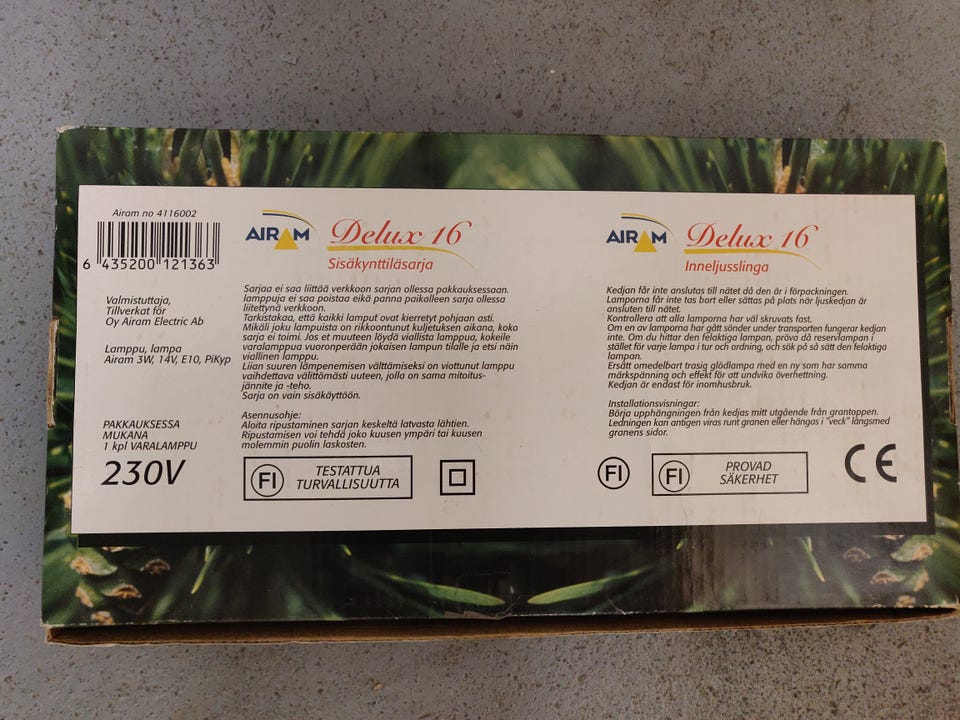 Airam no 4116002
6 435200 121363
Valmistuttaja,
Tillverkat för
Oy Airam Electric Ab
Lamppu, lampa
Airam 3W, 14V, E10, PiKyp
PAKKAUKSESSA
MUKANA
1 kpl VARALAMPPU
230V
AIRAM
Delux 16
Sisäkynttiläsarja
Sarjaa ei saa liittää verkkoon sarjan ollessa pakkauksessaan.
lamppuja ei saa poistaa eikä panna paikalleen sarja ollessa
liitettynä verkkoon.
Tarkistakaa, että kaikki lamput ovat kierretyt pohjaan asti.
Mikäli joku lampuista on rikkoontunut kuljetuksen aikana, koko
sarja ei toimi. Jos et muuteen löydä viallista lamppua, kokeile
varalamppua vuoronperään jokaisen lampun tilalle ja etsi näin
viallinen lamppu.
Liian suuren lämpenemisen välttämiseksi on viottunut lamppu
vaihdettava välittömästi uuteen, jolla on sama mitoitus-
jännite ja -teho.
Sarja on vain sisäkäyttöön.
Asennusohje:
Aloita ripustaminen sarjan keskeltä latvasta lähtien.
Ripustamisen voi tehdä joko kuusen ympäri tai kuusen
molemmin puolin laskosten.
FI TESTATTUA
TURVALLISUUTTA
AIRAM
Delux 16
Inneljusslinga
Kedjan får inte anslutas till nätet då den är i förpackningen.
Lamporna får inte tas bort eller sättas på plats när ljuskedjan är
ansluten till nätet.
Kontrollera att alla lamporna har väl skruvats fast.
Om en av lamporna har gått sönder under transporten fungerar kedjan
inte. Om du hittar den felaktiga lampan, pröva då reservlampan i
stället för varje lampa i tur och ordning, och sök på så sätt den felaktiga
lampan.
Ersätt omedelbart trasig glödlampa med en ny som har samma
märkspänning och effekt för att undvika överhettning.
Kedjan är endast för inomhusbruk.
Installationsvisningar:
Börja upphängningen från kedjas mitt utgående från grantoppen.
Ledningen kan antigen viras runt granen eller hängas i "veck" längsmed
granens sidor.
FI
FI PROVAD
SÄKERHET
CE